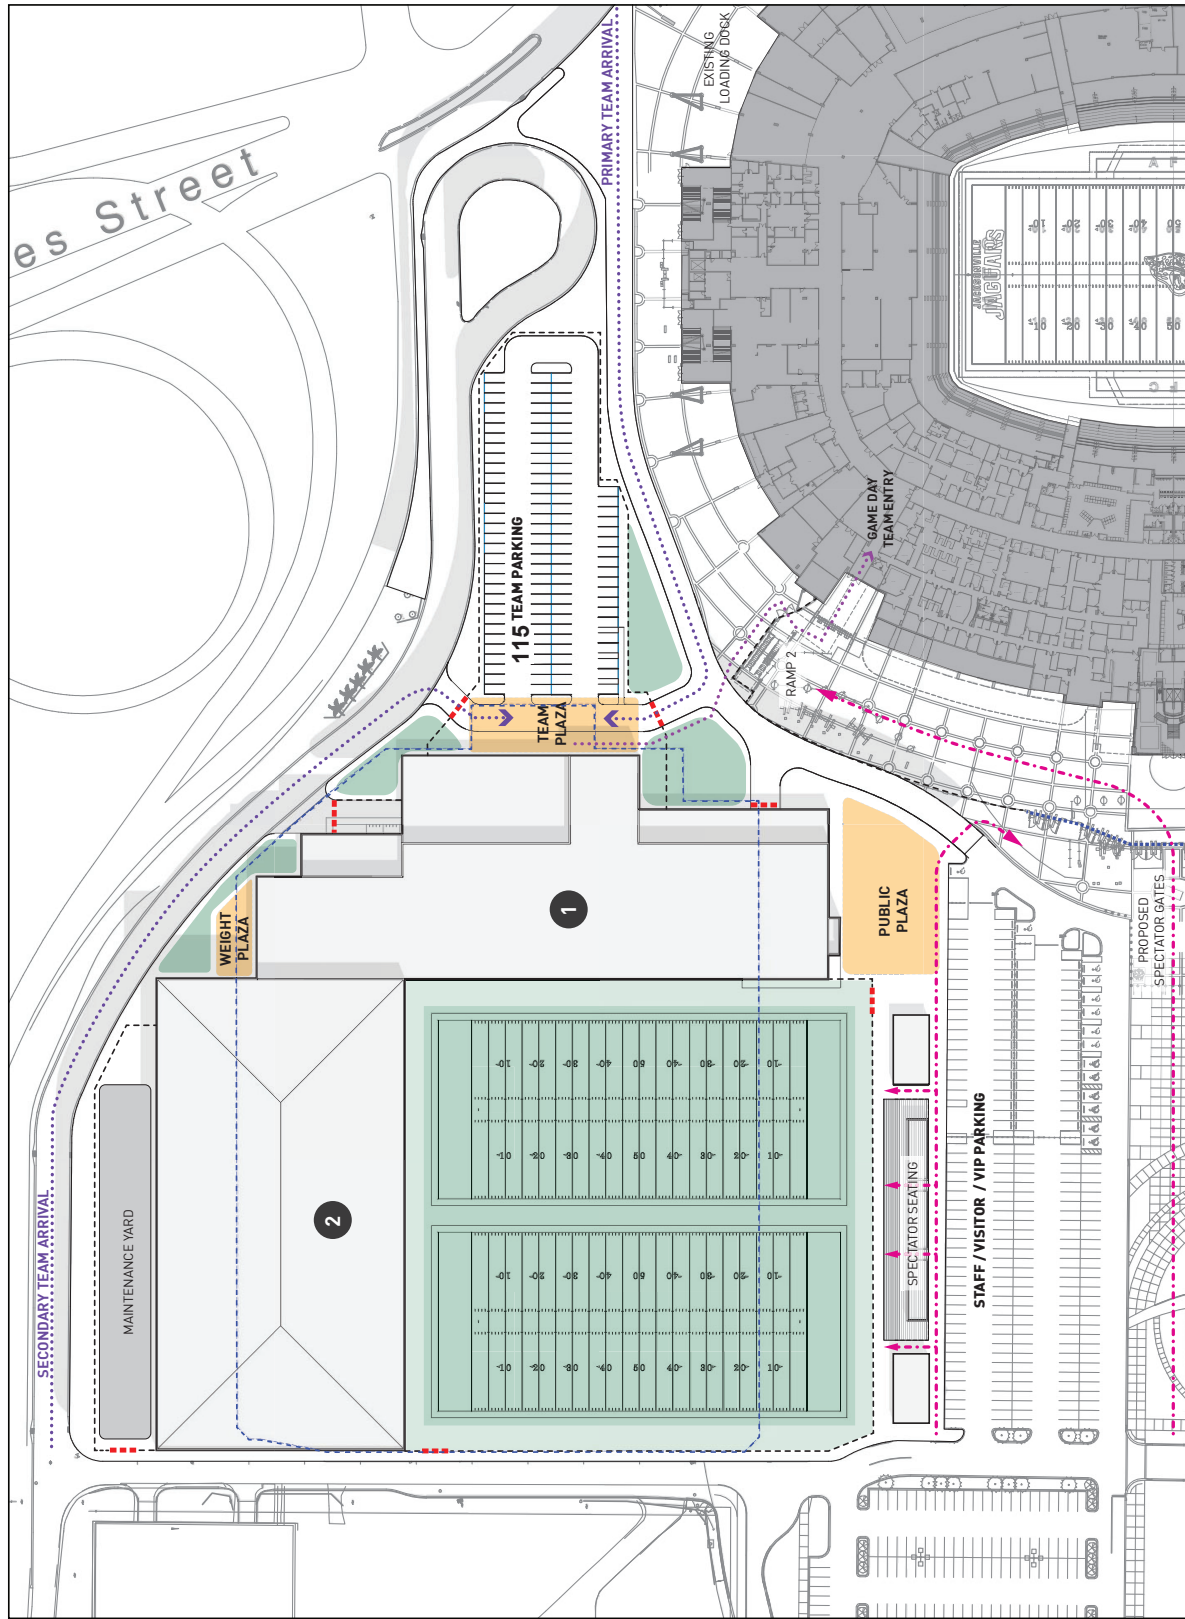 es Street
PRIMARY TEAM ARRIVAL
EXISTING
LOADING DOCK
JACKSONVILLE
JAGUARS
115 TEAM PARKING
GAME DAY
TEAM ENTRY
RAMP 2
TEAM
PLAZA
WEIGHT
PLAZA
1
PUBLIC
PLAZA
PROPOSED
SPECTATOR GATES
SECONDARY TEAM ARRIVAL
MAINTENANCE YARD
2
SPECTATOR SEATING
STAFF / VISITOR / VIP PARKING